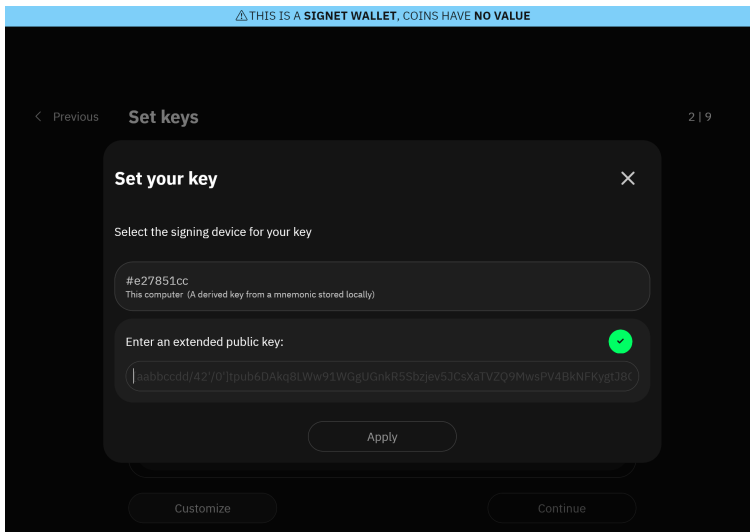 ⚠THIS IS A SIGNET WALLET, COINS HAVE NO VALUE
< Previous
Set keys
2 | 9
Set your key
Select the signing device for your key
#e27851cc
This computer (A derived key from a mnemonic stored locally)
Enter an extended public key:
[aabbccdd/42'/0']tpub6DAkq8LWw91WGgUGnkR5Sbzjev5JCsXaTVZQ9MwsPV4BkNFKygtJ8
Apply
Customize
Continue